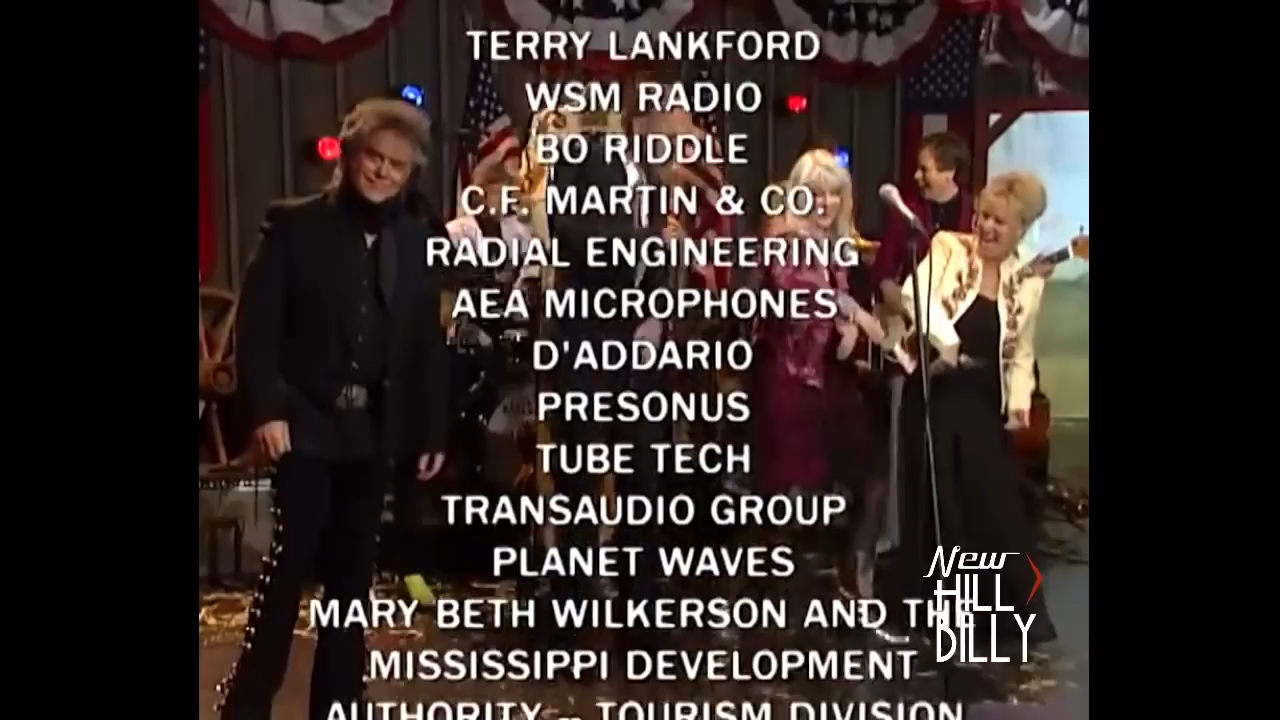 TERRY LANKFORD
WSM RADIO
BO RIDDLE
C.F. MARTIN & CO.
RADIAL ENGINEERING
AEA MICROPHONES
D'ADDARIO
PRESONUS
TUBE TECH
TRANSAUDIO GROUP
PLANET WAVES
MARY BETH WILKERSON AND THE
MISSISSIPPI DEVELOPMENT
AUTHORITY -- TOURISM DIVISION
New
HILL
BILLY